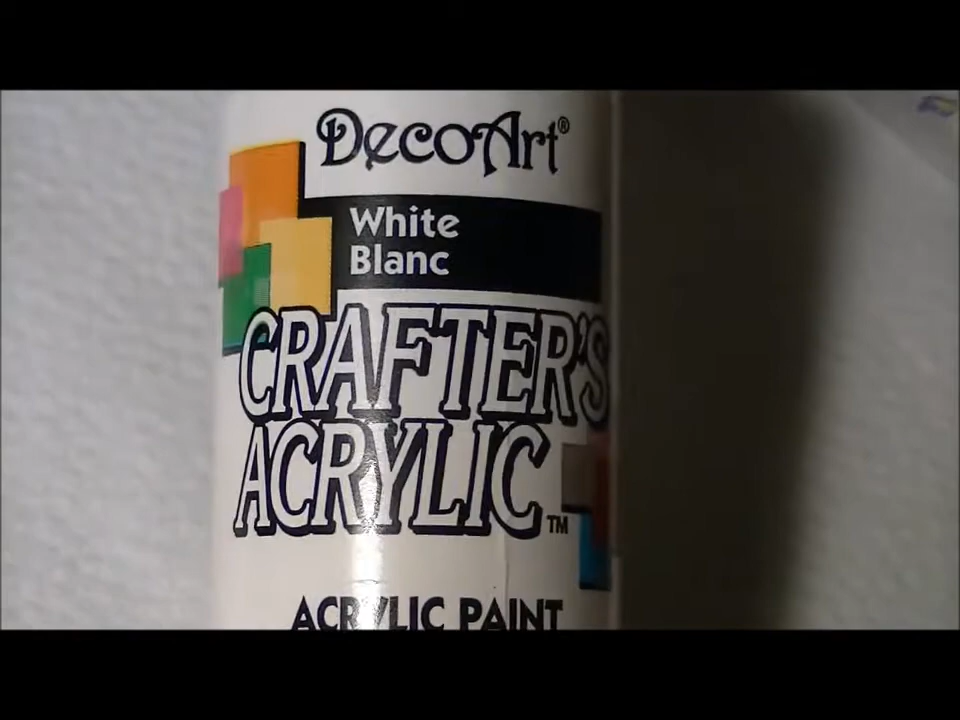 DecoArt®
White
Blanc
CRAFTER'S
ACRYLIC™
ACRYLIC PAINT